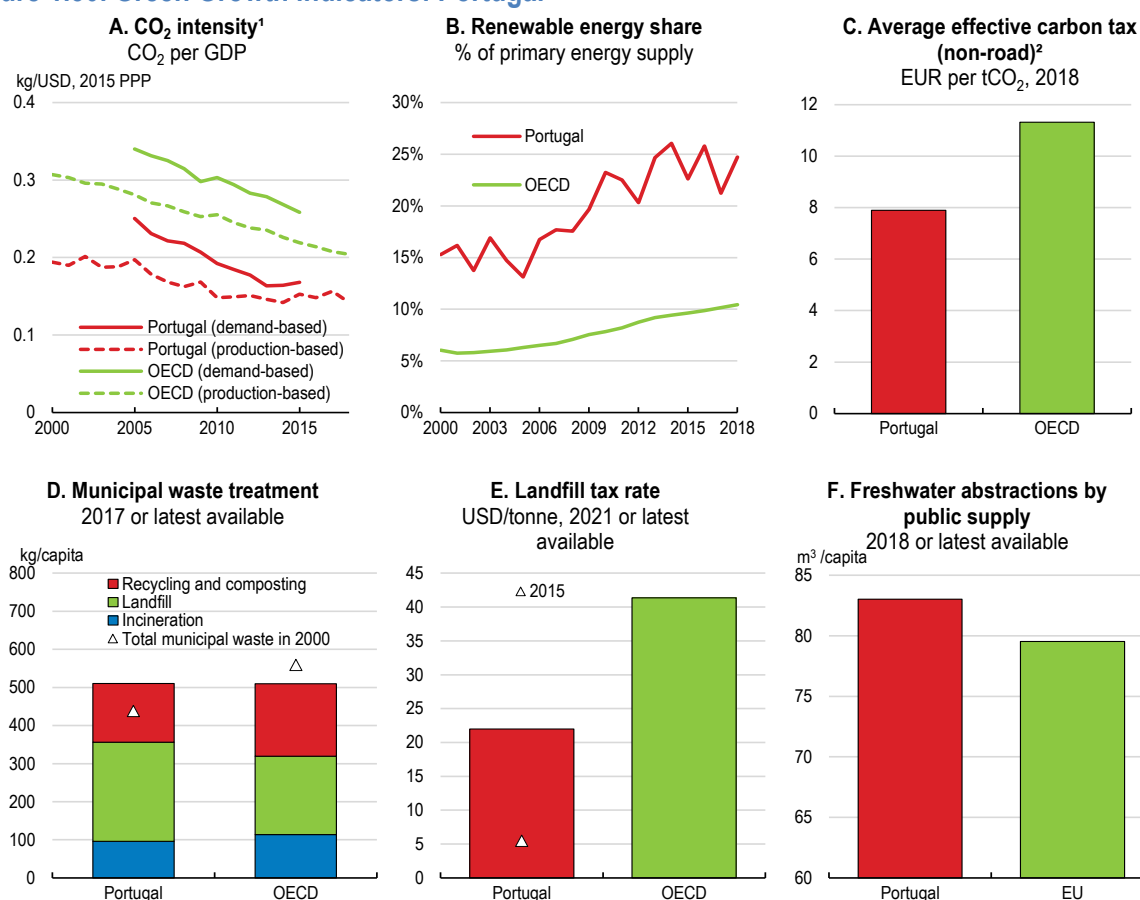 Green Growth Indicators: Portugal
A. CO₂ intensity¹
CO₂ per GDP
kg/USD, 2015 PPP
0.4
0.3
0.2
0.1
0
Portugal (demand-based)
Portugal (production-based)
OECD (demand-based)
OECD (production-based)
2000 2005 2010 2015
B. Renewable energy share
% of primary energy supply
30%
25%
20%
15%
10%
5%
0%
Portugal
OECD
2000 2003 2006 2009 2012 2015 2018
C. Average effective carbon tax
(non-road)²
EUR per tCO₂, 2018
12
10
8
6
4
2
0
Portugal OECD
D. Municipal waste treatment
2017 or latest available
kg/capita
800
700
600
500
400
300
200
100
0
Recycling and composting
Landfill
Incineration
Total municipal waste in 2000
Portugal OECD
E. Landfill tax rate
USD/tonne, 2021 or latest
available
45
40
35
30
25
20
15
10
5
0
2015
Portugal OECD
F. Freshwater abstractions by
public supply
2018 or latest available
m³ /capita
85
80
75
70
65
60
Portugal EU